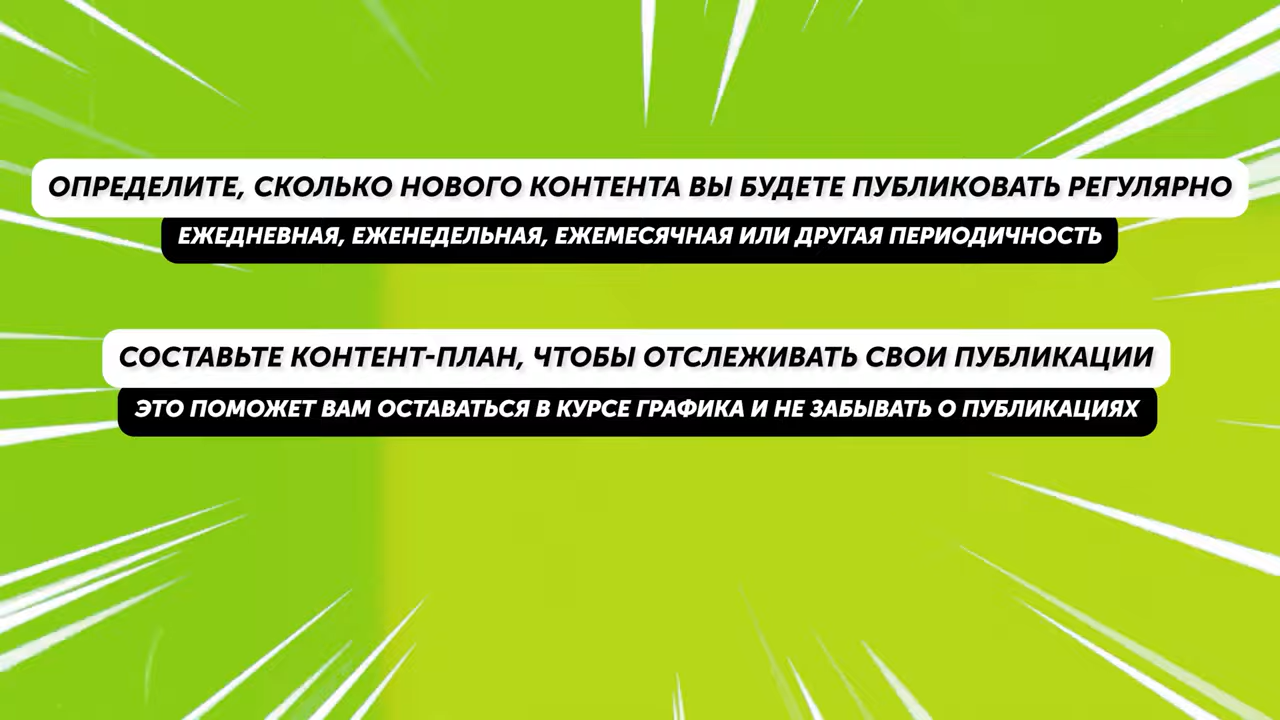 ОПРЕДЕЛИТЕ, СКОЛЬКО НОВОГО КОНТЕНТА ВЫ БУДЕТЕ ПУБЛИКОВАТЬ РЕГУЛЯРНО
ЕЖЕДНЕВНАЯ, ЕЖЕНЕДЕЛЬНАЯ, ЕЖЕМЕСЯЧНАЯ ИЛИ ДРУГАЯ ПЕРИОДИЧНОСТЬ
СОСТАВЬТЕ КОНТЕНТ-ПЛАН, ЧТОБЫ ОТСЛЕЖИВАТЬ СВОИ ПУБЛИКАЦИИ
ЭТО ПОМОЖЕТ ВАМ ОСТАВАТЬСЯ В КУРСЕ ГРАФИКА И НЕ ЗАБЫВАТЬ О ПУБЛИКАЦИЯХ